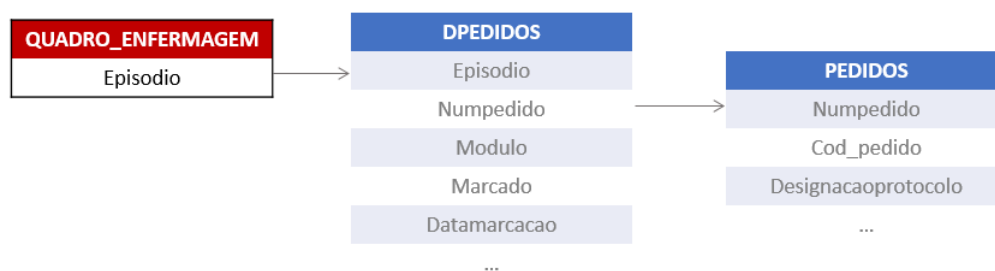 QUADRO_ENFERMAGEM
Episodio
DPEDIDOS
Episodio
Numpedido
Modulo
Marcado
Datamarcacao
...
PEDIDOS
Numpedido
Cod_pedido
Designacaoprotocolo
...